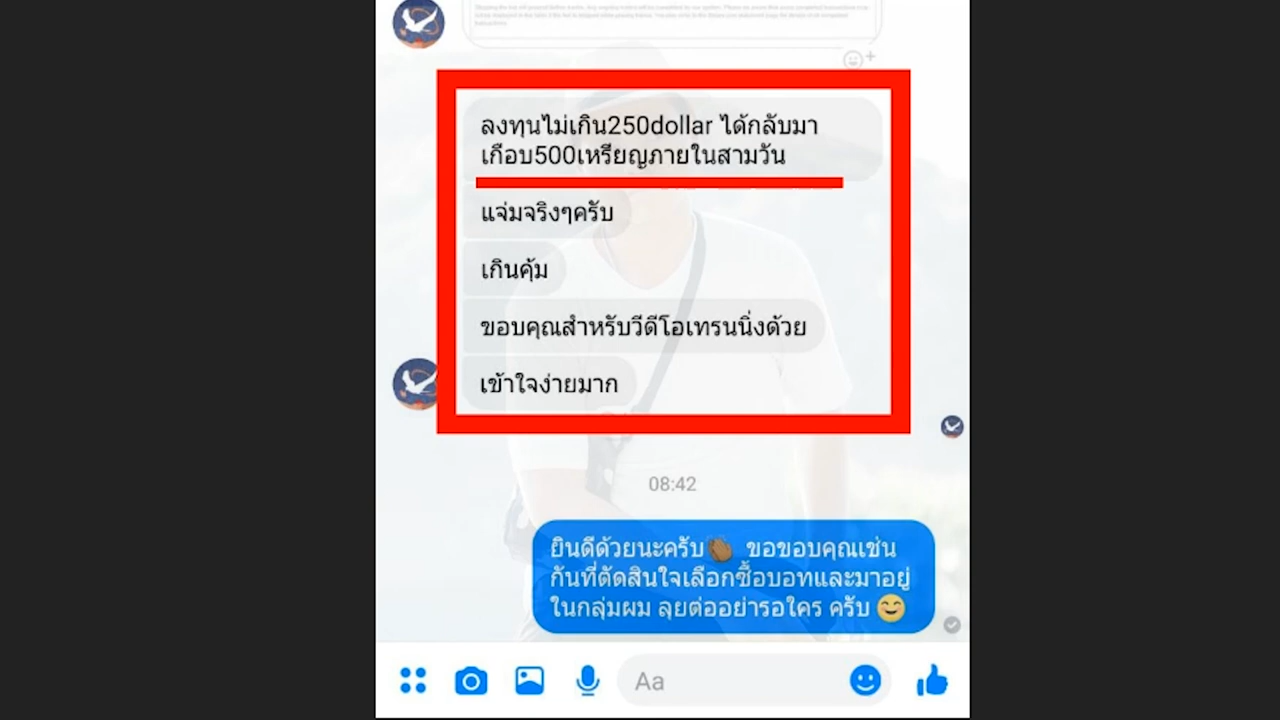 ลงทุนไม่เกิน250dollar ได้กลับมา
เกือบ500เหรียญภายในสามวัน
แจ่มจริงๆครับ
เกินคุ้ม
ขอบคุณสำหรับวีดีโอเทรนนิ่งด้วย
เข้าใจง่ายมาก
08:42
ยินดีด้วยนะครับ👏🏾 ขอขอบคุณเช่น
กันที่ตัดสินใจเลือกซื้อบอทและมาอยู่
ในกลุ่มผม ลุยต่ออย่ารอใคร ครับ 😊
Aa